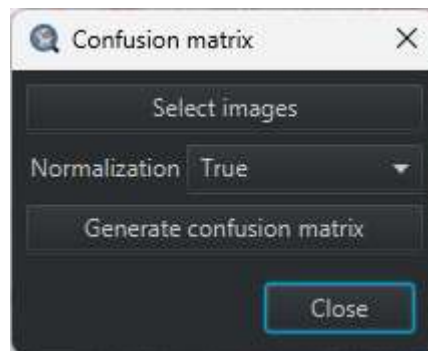 Confusion matrix
Select images
Normalization True
Generate confusion matrix
Close